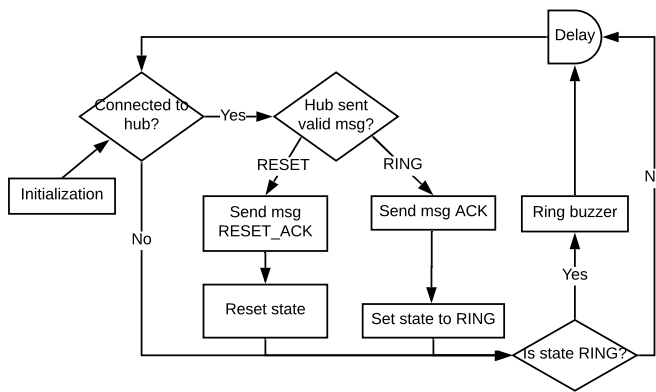 Delay
Connected to
hub?
Yes
Hub sent
valid msg?
RESET
RING
N
Initialization
Send msg
RESET_ACK
Send msg ACK
Ring buzzer
No
Yes
Reset state
Set state to RING
Is state RING?